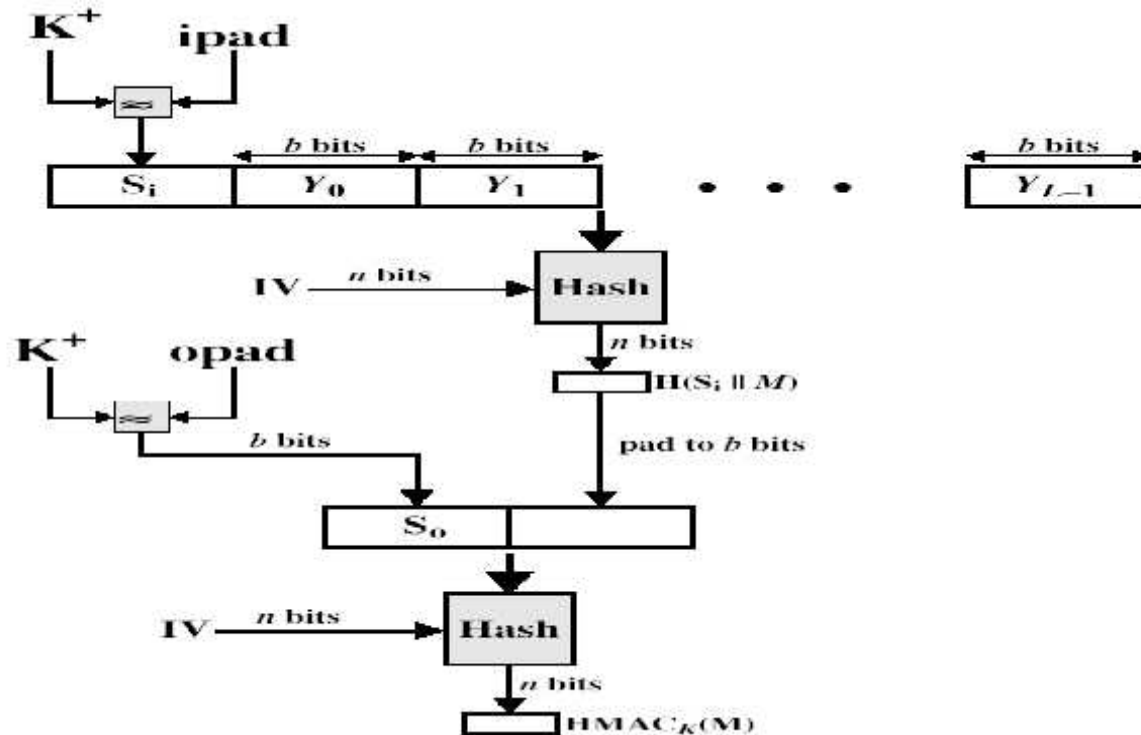 K+ ipad
≈
b bits b bits b bits
Si Y0 Y1 • • • YL−1
IV n bits Hash
n bits
K+ opad
H(Si || M)
≈
b bits
pad to b bits
So
IV n bits Hash
n bits
HMACK(M)